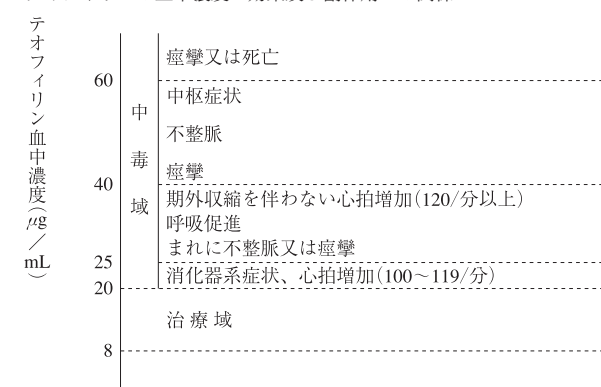 テオフィリン血中濃度(μg/mL)
痙攣又は死亡
60
中枢症状
不整脈
痙攣
中毒域
40
期外収縮を伴わない心拍増加(120/分以上)
呼吸促進
まれに不整脈又は痙攣
25
消化器系症状、心拍増加(100～119/分)
20
治療域
8